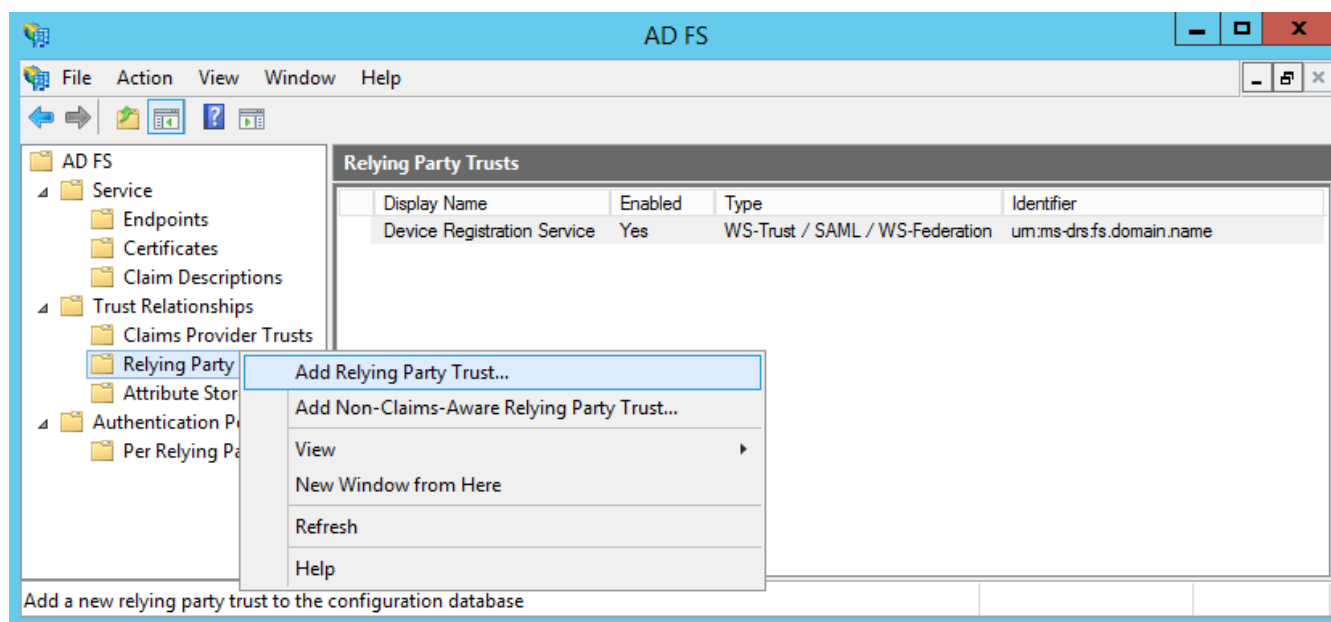 AD FS
File Action View Window Help
AD FS
Service
Endpoints
Certificates
Claim Descriptions
Trust Relationships
Claims Provider Trusts
Relying Party
Attribute Stor
Authentication P
Per Relying Pa
Relying Party Trusts
Display Name Enabled Type Identifier
Device Registration Service Yes WS-Trust / SAML / WS-Federation urn:ms-drs:fs.domain.name
Add Relying Party Trust...
Add Non-Claims-Aware Relying Party Trust...
View
New Window from Here
Refresh
Help
Add a new relying party trust to the configuration database